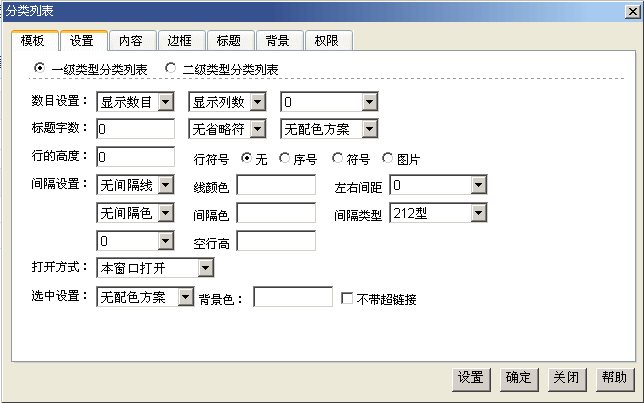 分类列表
模板 设置 内容 边框 标题 背景 权限
一级类型分类列表 二级类型分类列表
数目设置： 显示数目 显示列数 0
标题字数： 0 无省略符 无配色方案
行的高度： 0 行符号 无 序号 符号 图片
间隔设置： 无间隔线 线颜色 左右间距 0
无间隔色 间隔色 间隔类型 212型
0 空行高
打开方式： 本窗口打开
选中设置： 无配色方案 背景色： 不带超链接
设置 确定 关闭 帮助